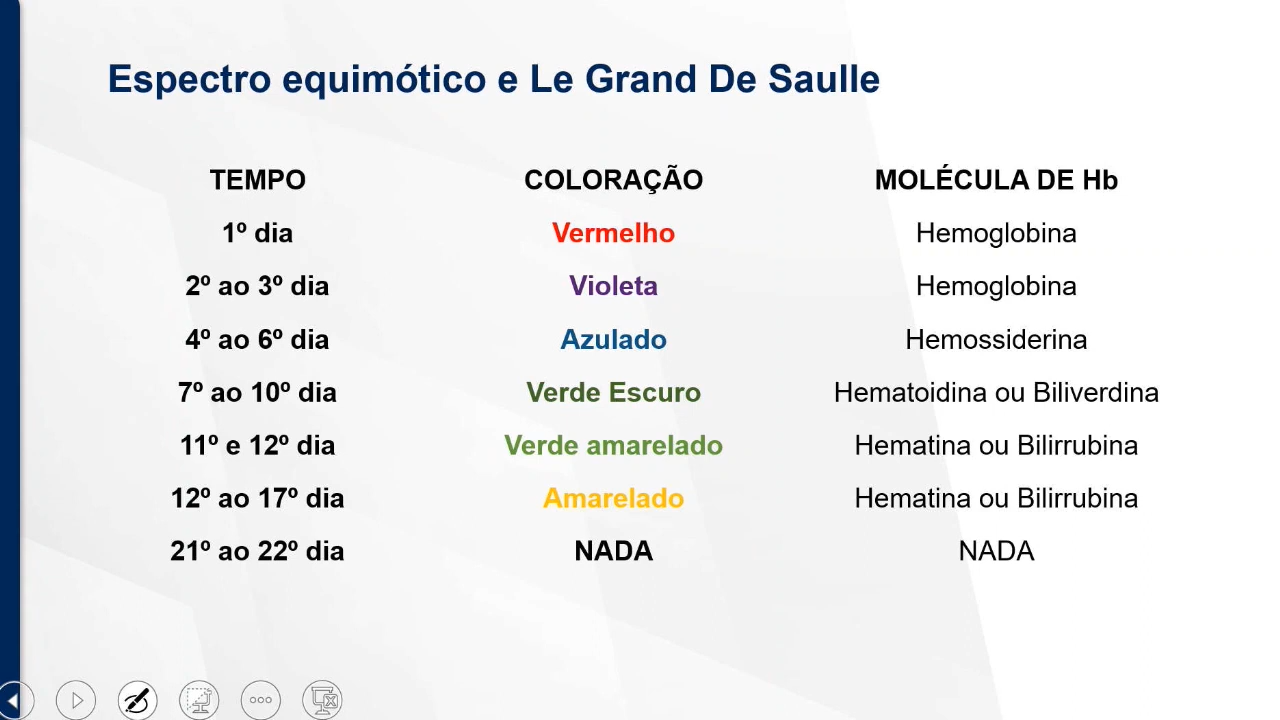 Espectro equimótico e Le Grand De Saulle
TEMPO COLORAÇÃO MOLÉCULA DE Hb
1º dia Vermelho Hemoglobina
2º ao 3º dia Violeta Hemoglobina
4º ao 6º dia Azulado Hemossiderina
7º ao 10º dia Verde Escuro Hematoidina ou Biliverdina
11º e 12º dia Verde amarelado Hematina ou Bilirrubina
12º ao 17º dia Amarelado Hematina ou Bilirrubina
21º ao 22º dia NADA NADA